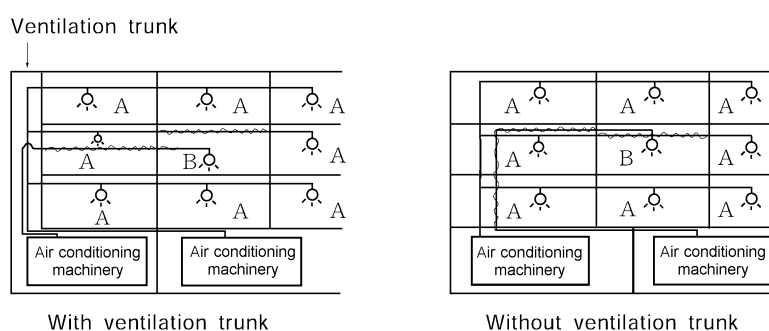 Ventilation trunk
A A A A A A
A A
A B A A B A
A A A A A A
Air conditioning Air conditioning Air conditioning Air conditioning
machinery machinery machinery machinery
With ventilation trunk Without ventilation trunk